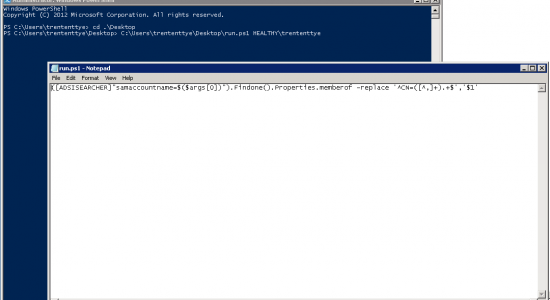 Windows PowerShell
Copyright (C) 2012 Microsoft Corporation. All rights reserved.
PS C:\Users\trententtye> cd .\Desktop
PS C:\Users\trententtye\Desktop> C:\Users\trententtye\Desktop\run.ps1 HEALTHY\trententtye
run.ps1 - Notepad
File Edit Format View Help
([ADSISEARCHER]"samaccountname=$($args[0])").Findone().Properties.memberof -replace '^CN=([^,]+).+$','$1'